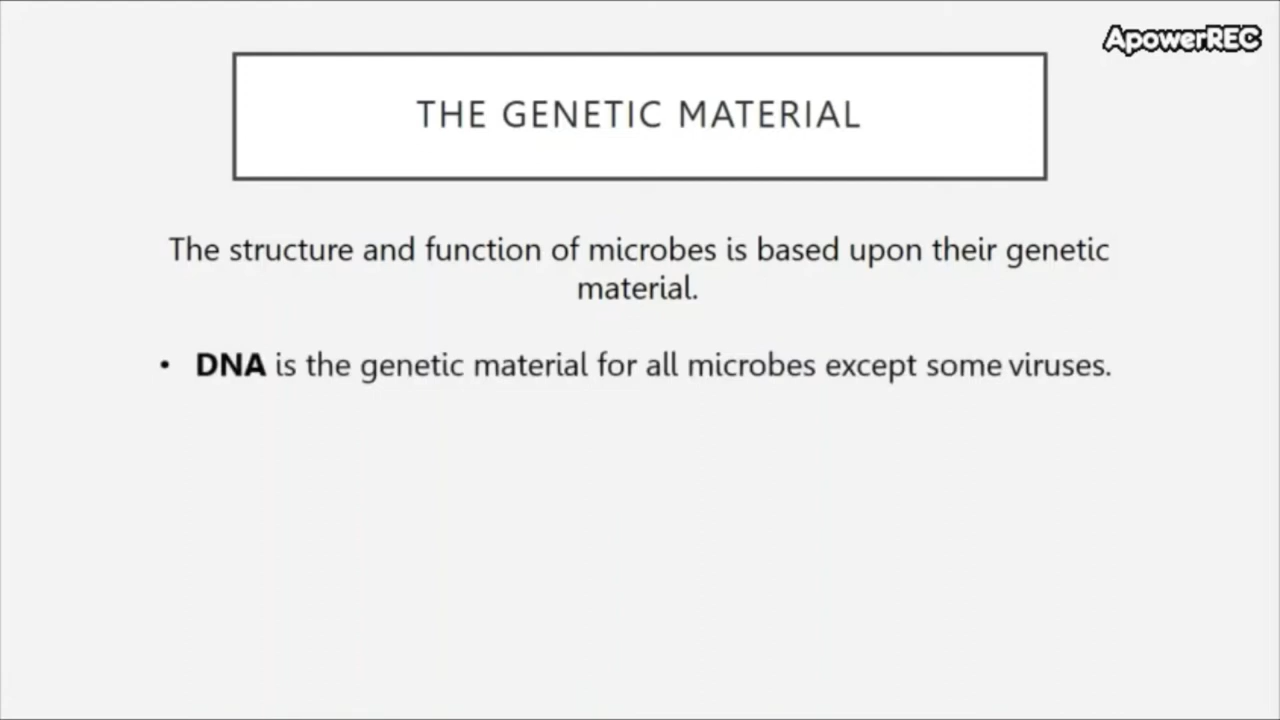 ApowerREC
THE GENETIC MATERIAL
The structure and function of microbes is based upon their genetic
material.
• DNA is the genetic material for all microbes except some viruses.